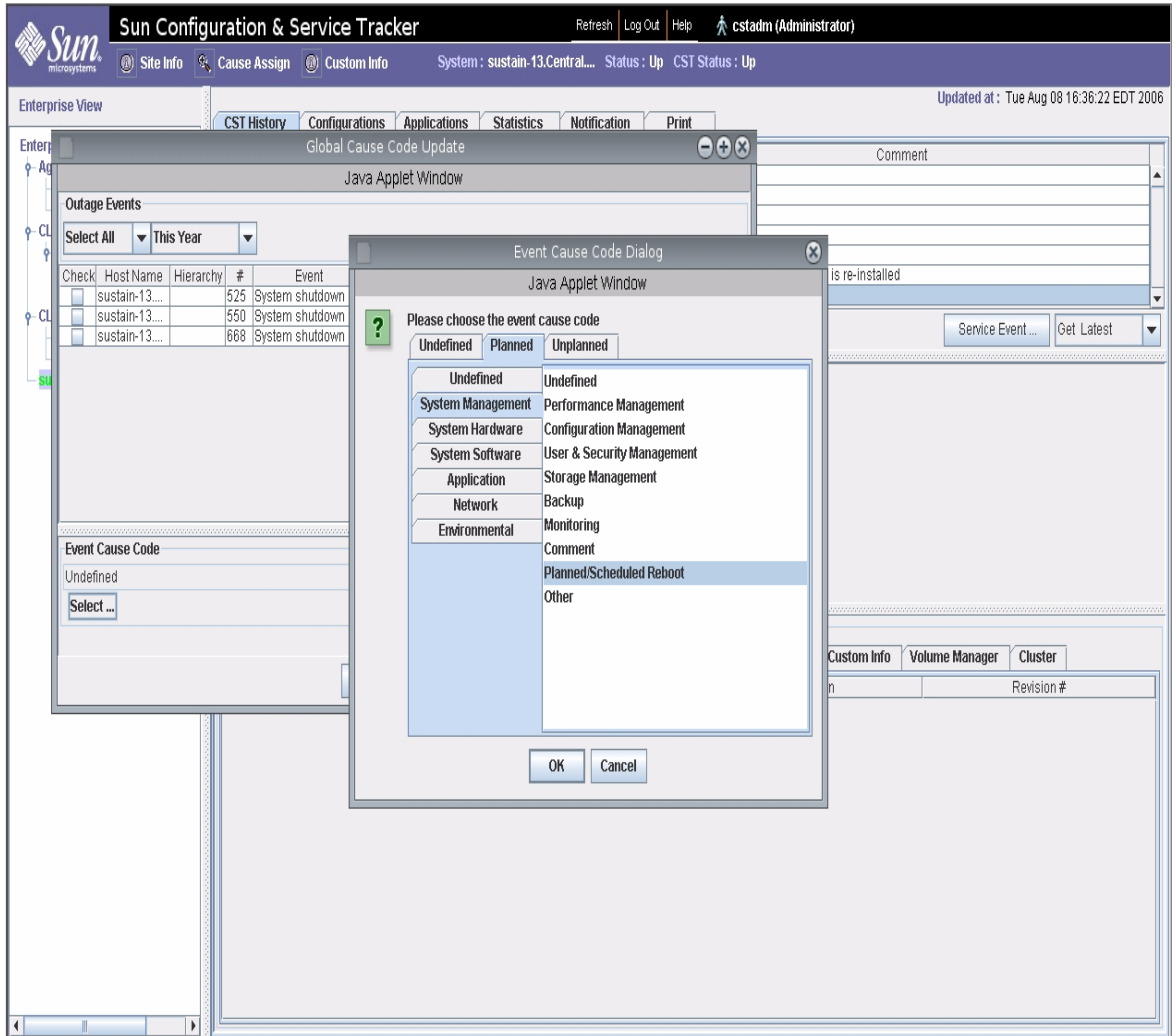 Sun Configuration & Service Tracker
Refresh Log Out Help cstadm (Administrator)
Sun
microsystems
Site Info Cause Assign Custom Info System : sustain-13.Central.... Status : Up CST Status : Up
Enterprise View
Updated at : Tue Aug 08 16:36:22 EDT 2006
CST History Configurations Applications Statistics Notification Print
Enterp
Ag
CL
CL
su
Comment
is re-installed
Service Event ... Get Latest
Global Cause Code Update
Java Applet Window
Outage Events
Select All This Year
Check Host Name Hierarchy # Event
sustain-13.... 525 System shutdown
sustain-13.... 550 System shutdown
sustain-13.... 668 System shutdown
Event Cause Code
Undefined
Select ...
Event Cause Code Dialog
Java Applet Window
?
Please choose the event cause code
Undefined Planned Unplanned
Undefined
System Management
System Hardware
System Software
Application
Network
Environmental
Undefined
Performance Management
Configuration Management
User & Security Management
Storage Management
Backup
Monitoring
Comment
Planned/Scheduled Reboot
Other
OK Cancel
Custom Info Volume Manager Cluster
n Revision #